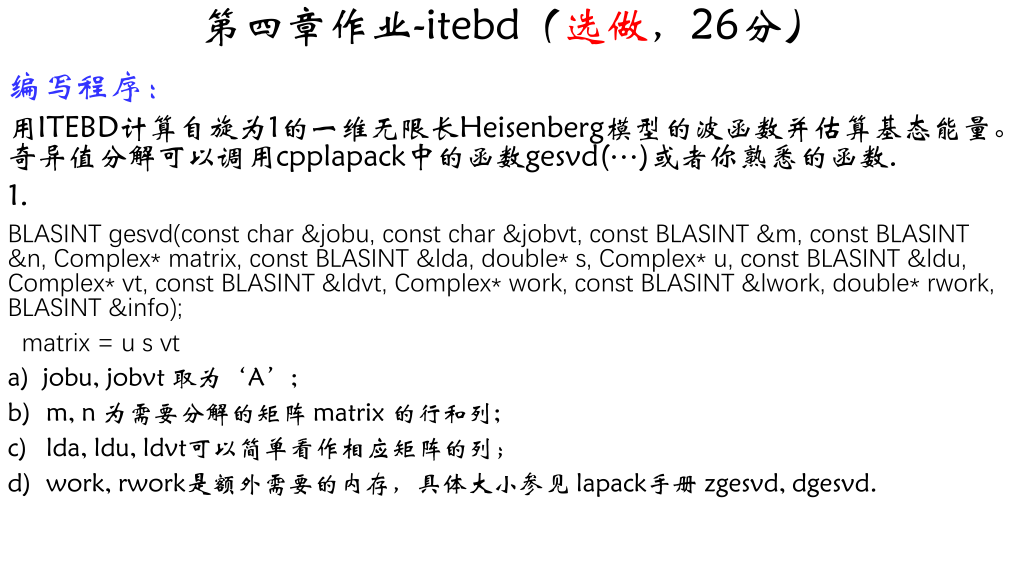 第四章作业-itebd（选做，26分）
编写程序：
用ITEBD计算自旋为1的一维无限长Heisenberg模型的波函数并估算基态能量。
奇异值分解可以调用cpplapack中的函数gesvd(…)或者你熟悉的函数.
1.
BLASINT gesvd(const char &jobu, const char &jobvt, const BLASINT &m, const BLASINT
&n, Complex* matrix, const BLASINT &lda, double* s, Complex* u, const BLASINT &ldu,
Complex* vt, const BLASINT &ldvt, Complex* work, const BLASINT &lwork, double* rwork,
BLASINT &info);
matrix = u s vt
a) jobu, jobvt 取为‘A’；
b) m, n 为需要分解的矩阵 matrix 的行和列;
c) lda, ldu, ldvt可以简单看作相应矩阵的列；
d) work, rwork是额外需要的内存，具体大小参见 lapack手册 zgesvd, dgesvd.